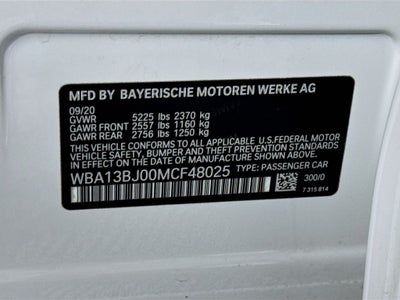 MFD BY BAYERISCHE MOTOREN WERKE AG
09/20
GVWR 5225 lbs 2370 kg
GAWR FRONT 2557 lbs 1160 kg
GAWR REAR 2756 lbs 1250 kg
THIS VEHICLE CONFORMS TO ALL APPLICABLE U.S.FEDERAL MOTOR
VEHICLE SAFETY, BUMPER, AND THEFT PREVENTION STANDARDS
IN EFFECT ON THE DATE OF MANUFACTURE SHOWN ABOVE.
WBA13BJ00MCF48025 TYPE: PASSENGER CAR
300/0
7 315 814